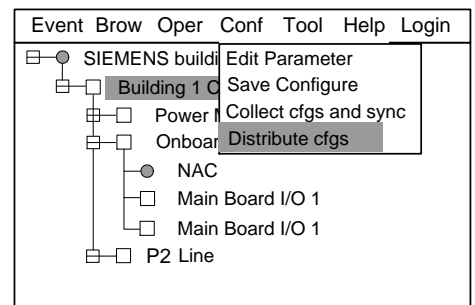 Event Brow Oper Conf Tool Help Login
SIEMENS buildi
Edit Parameter
Building 1 C
Save Configure
Power M
Collect cfgs and sync
Onboar
Distribute cfgs
NAC
Main Board I/O 1
Main Board I/O 1
P2 Line